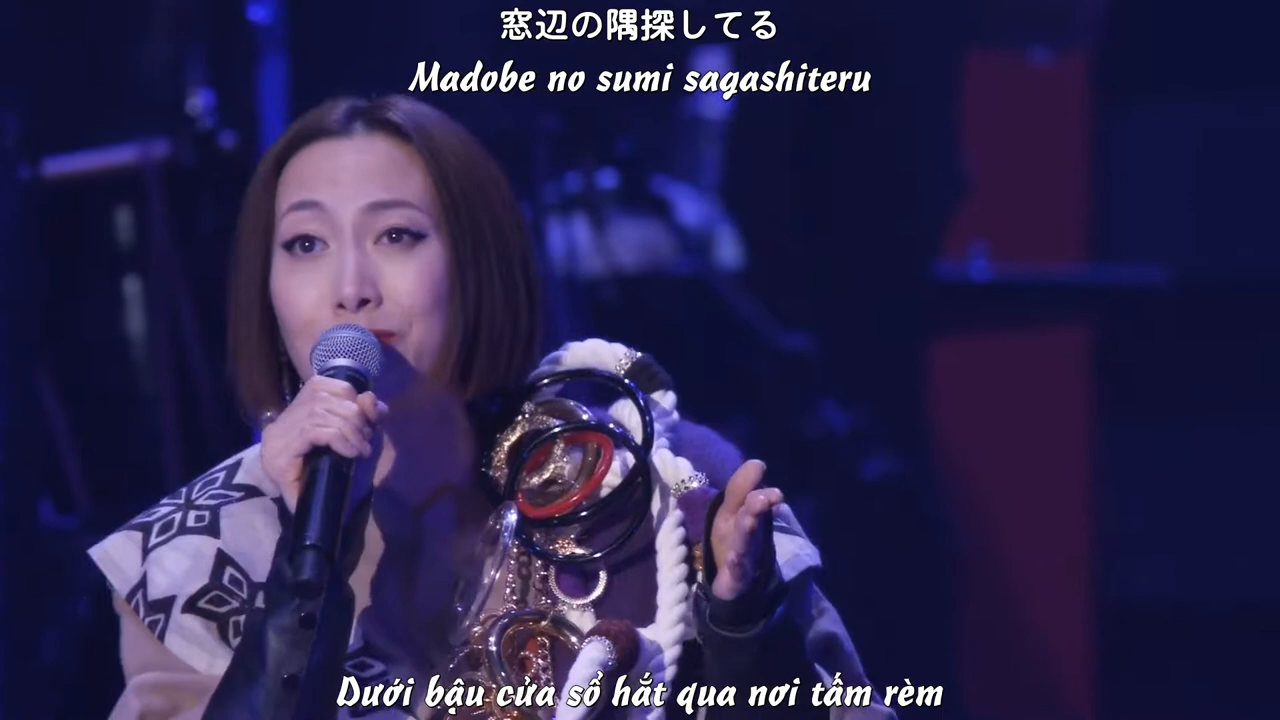 窓辺の隅探してる
Madobe no sumi sagashiteru
Dưới bậu cửa sổ hắt qua nơi tấm rèm